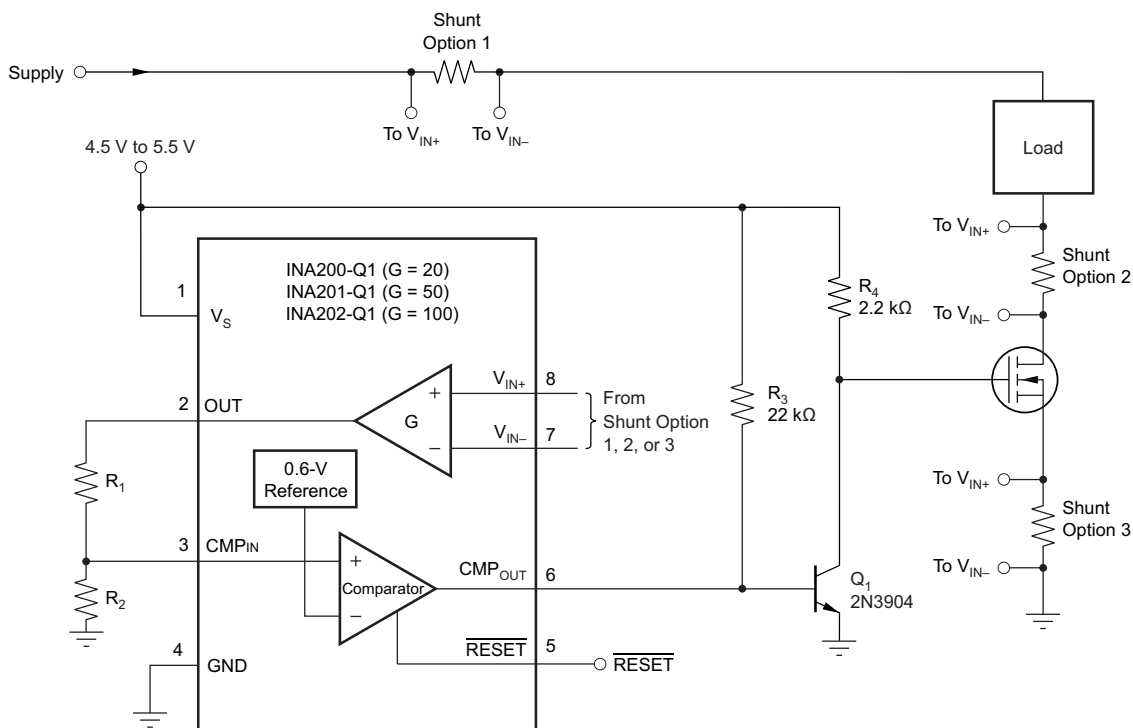 Shunt
Option 1
Supply
To V_IN+
To V_IN–
4.5 V to 5.5 V
Load
INA200-Q1 (G = 20)
INA201-Q1 (G = 50)
INA202-Q1 (G = 100)
1
V_S
To V_IN+
Shunt
Option 2
To V_IN–
R_4
2.2 kΩ
V_IN+
8
+
2
OUT
G
From
Shunt Option
1, 2, or 3
V_IN–
7
–
R_3
22 kΩ
R_1
0.6-V
Reference
3
CMP_IN
+
Comparator
–
CMP_OUT
6
R_2
Q_1
2N3904
To V_IN+
Shunt
Option 3
To V_IN–
4
GND
RESET
5
RESET